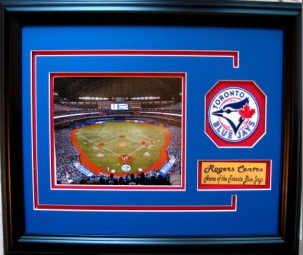 TORONTO
BLUE JAYS
Rogers Centre
Home of the Toronto Blue Jays